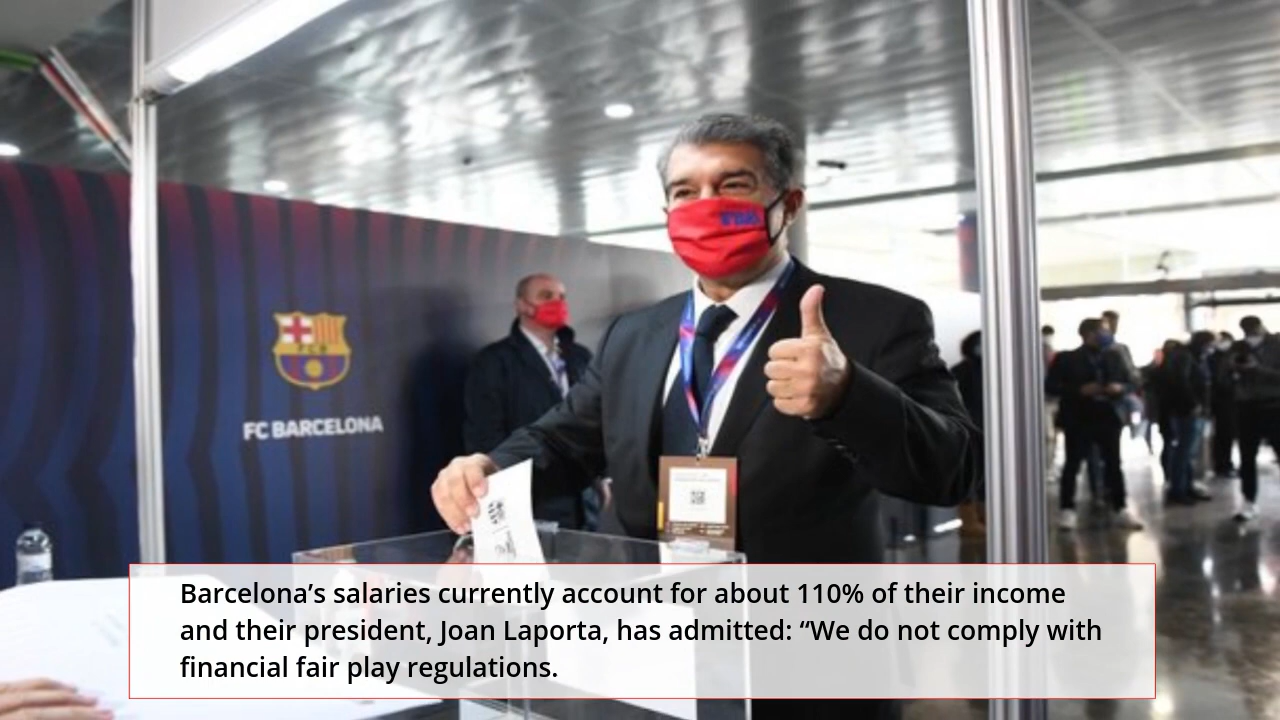 FCB
FC BARCELONA
Barcelona’s salaries currently account for about 110% of their income
and their president, Joan Laporta, has admitted: “We do not comply with
financial fair play regulations.